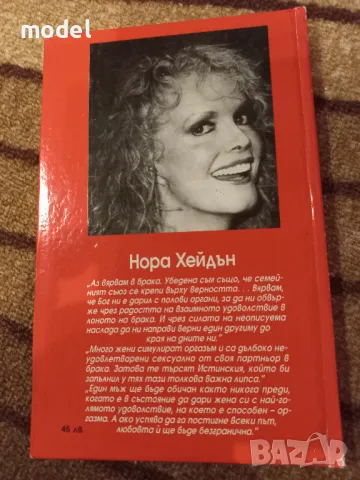 model
Нора Хейдън
„Аз вярвам в брака. Убедена съм също, че семей-
ният съюз се крепи върху верността. . . Вярвам,
че Бог ни е дарил с полови органи, за да ни обвър-
же чрез радостта на взаимното удоволствие в
лоното на брака. И чрез силата на неописуема
наслада да ни направи верни един другиму до
края на дните ни.“
„Много жени симулират оргазъм и са дълбоко не-
удовлетворени сексуално от своя партньор в
брака. Затова те търсят Истинския, който би
запълнил у тях тази толкова важна липса.“
„Един мъж ще бъде обичан както никога преди,
когато е в състояние да дари жена си с най-го-
лямото удоволствие, на което е способен – ор-
газма. А ако успява да го постигне всеки път,
любовта ѝ ще бъде безгранична.“
46 лв.
bazar